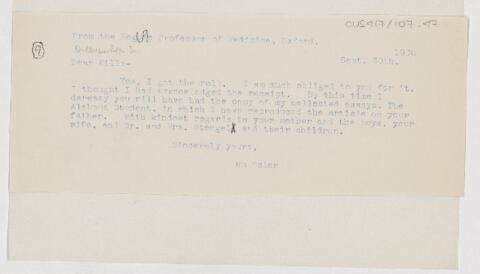 CUS417/107.47
From the Regius Professor of Medicine, Oxford.
1908
Dear Mill:-
Sept. 30th.
Yes, I got the roll. I am much obliged to you for it.
I thought I had acknowledged the receipt. By this time I
daresay you will have had the copy of my collected essays, The
Alabama Student, in which I have reproduced the article on your
father. With kindest regards to your mother and the boys, your
wife, and Dr. and Mrs. Stengel and their children.
Sincerely yours,
Wm Osler